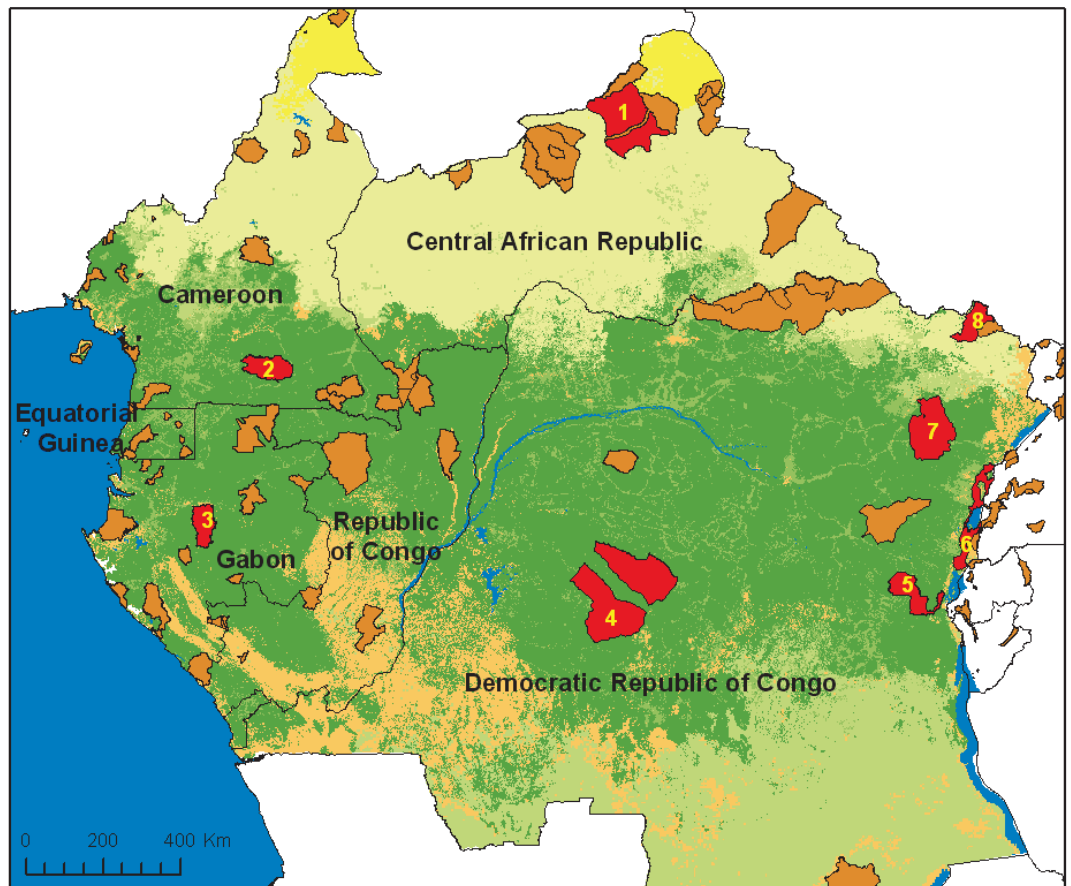 1
Central African Republic
Cameroon
8
2
Equatorial
Guinea
7
3
Republic
of Congo
Gabon
6
5
4
Democratic Republic of Congo
0 200 400 Km